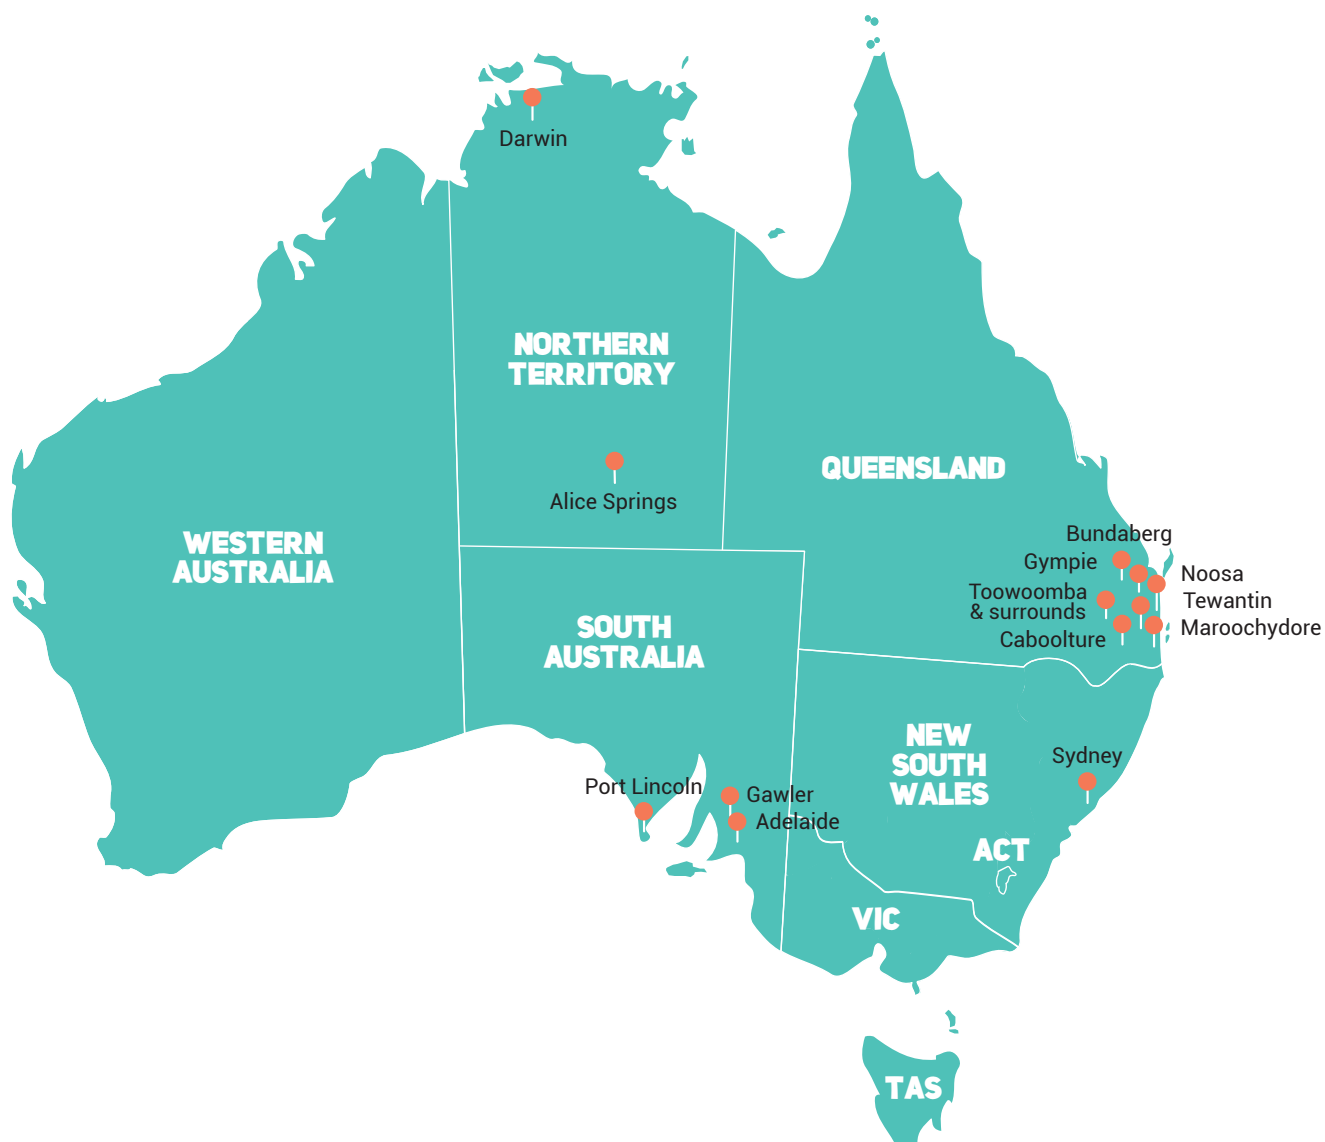 Darwin
NORTHERN
TERRITORY
QUEENSLAND
Alice Springs
WESTERN
AUSTRALIA
Bundaberg
Gympie
Noosa
Toowoomba
& surrounds
Tewantin
Caboolture
Maroochydore
SOUTH
AUSTRALIA
NEW
SOUTH
WALES
Sydney
Port Lincoln
Gawler
Adelaide
ACT
VIC
TAS